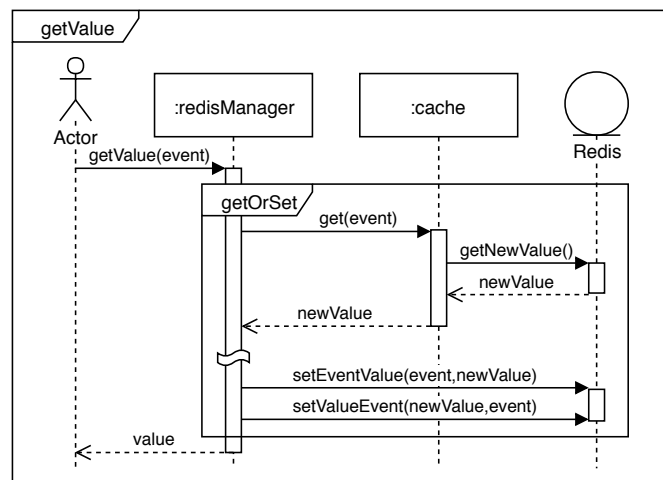 getValue
:redisManager
:cache
Actor
Redis
getValue(event)
getOrSet
get(event)
getNewValue()
newValue
newValue
setEventValue(event,newValue)
setValueEvent(newValue,event)
value